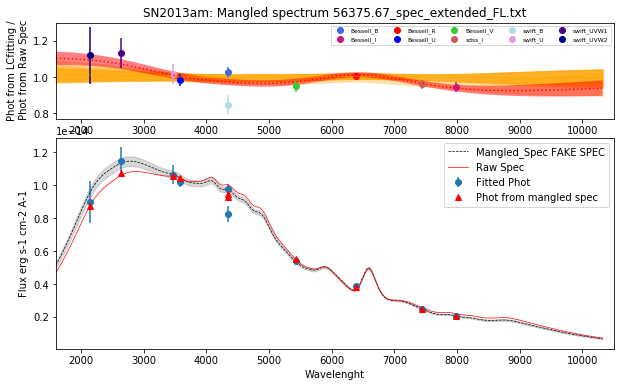 SN2013am: Mangled spectrum 56375.67_spec_extended_FL.txt
Phot from LCfitting /
Phot from Raw Spec
1.2
1.0
0.8
Bessell_B
Bessell_I
Bessell_R
Bessell_U
Bessell_V
sdss_i
swift_B
swift_U
swift_UVW1
swift_UVW2
2000 3000 4000 5000 6000 7000 8000 9000 10000
1e−14
Flux erg s-1 cm-2 A-1
1.2
1.0
0.8
0.6
0.4
0.2
Mangled_Spec FAKE SPEC
Raw Spec
Fitted Phot
Phot from mangled spec
2000 3000 4000 5000 6000 7000 8000 9000 10000
Wavelenght